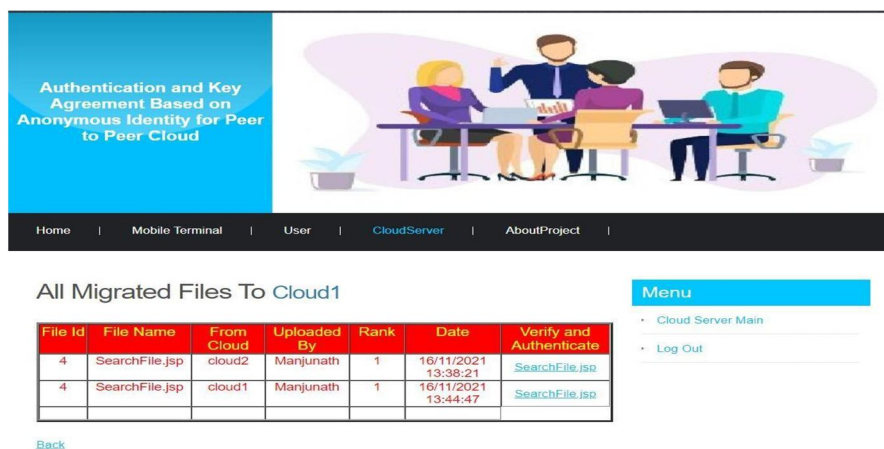 Authentication and Key
Agreement Based on
Anonymous Identity for Peer
to Peer Cloud
Home | Mobile Terminal | User | CloudServer | AboutProject |
All Migrated Files To Cloud1
File Id File Name From Cloud Uploaded By Rank Date Verify and Authenticate
4 SearchFile.jsp cloud2 Manjunath 1 16/11/2021 13:38:21 SearchFile.jsp
4 SearchFile.jsp cloud1 Manjunath 1 16/11/2021 13:44:47 SearchFile.jsp
Back
Menu
Cloud Server Main
Log Out